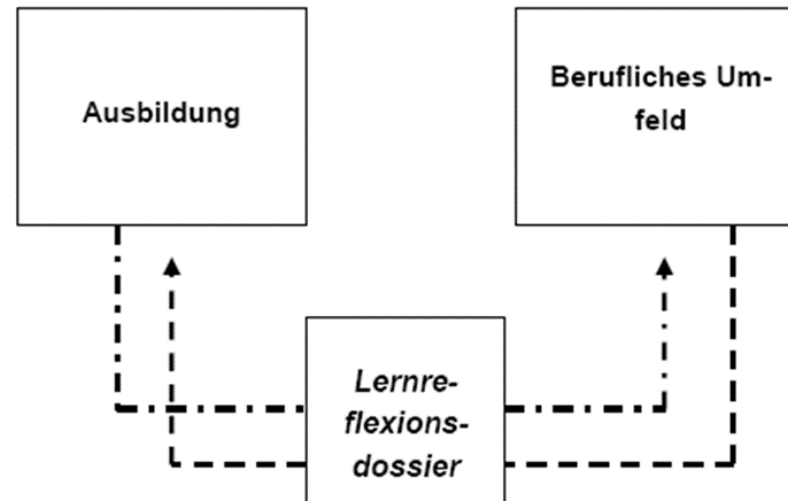 Ausbildung
Berufliches Um-
feld
Lernre-
flexions-
dossier